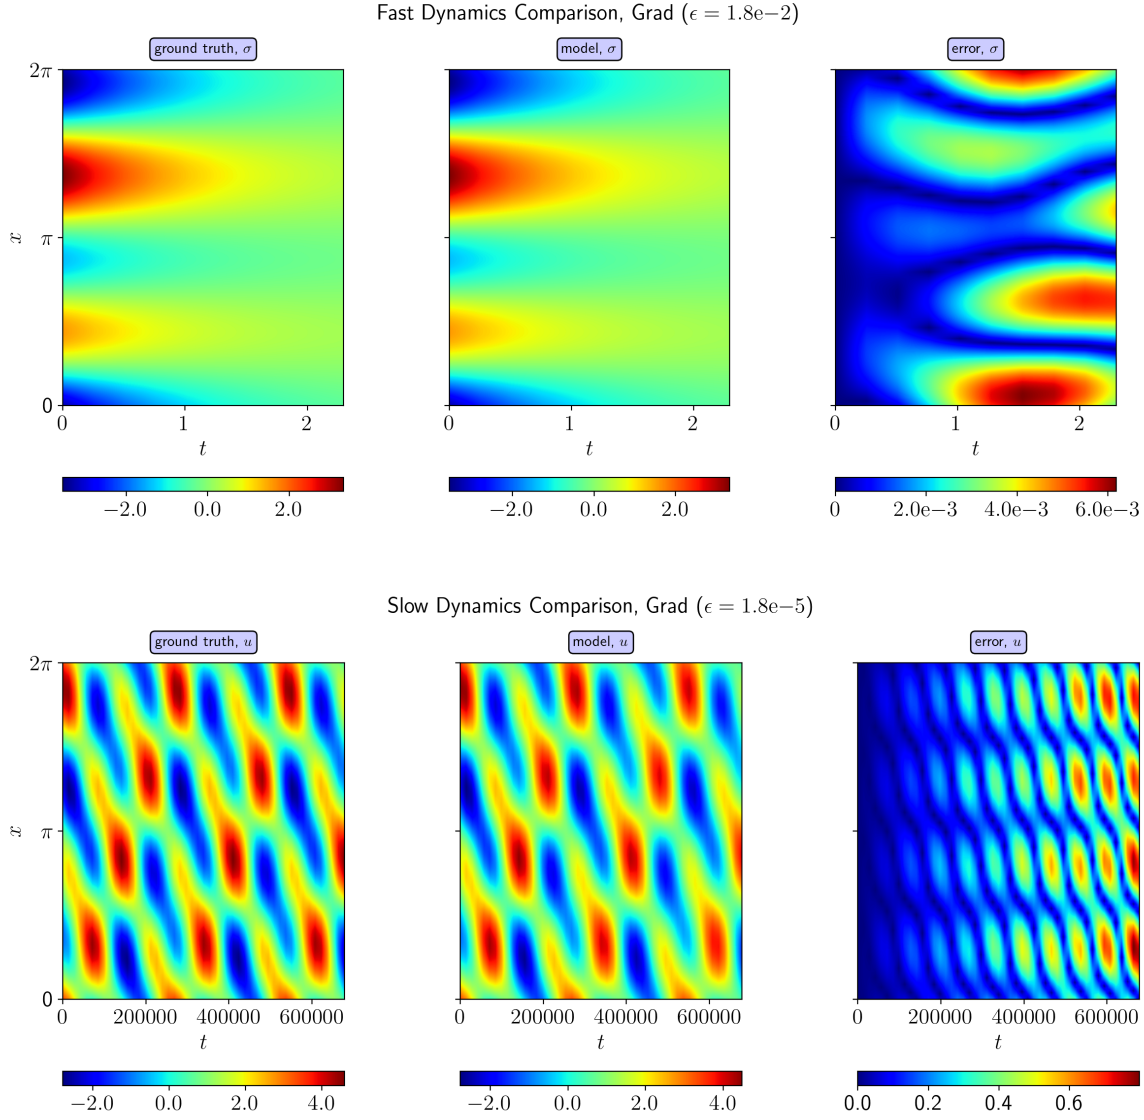 Fast Dynamics Comparison, Grad (ϵ = 1.8e−2)
ground truth, σ
model, σ
error, σ
2π
x
π
0
0 1 2
0 1 2
0 1 2
t
t
t
−2.0 0.0 2.0
−2.0 0.0 2.0
0 2.0e−3 4.0e−3 6.0e−3
Slow Dynamics Comparison, Grad (ϵ = 1.8e−5)
ground truth, u
model, u
error, u
2π
x
π
0
0 200000 400000 600000
0 200000 400000 600000
0 200000 400000 600000
t
t
t
−2.0 0.0 2.0 4.0
−2.0 0.0 2.0 4.0
0.0 0.2 0.4 0.6